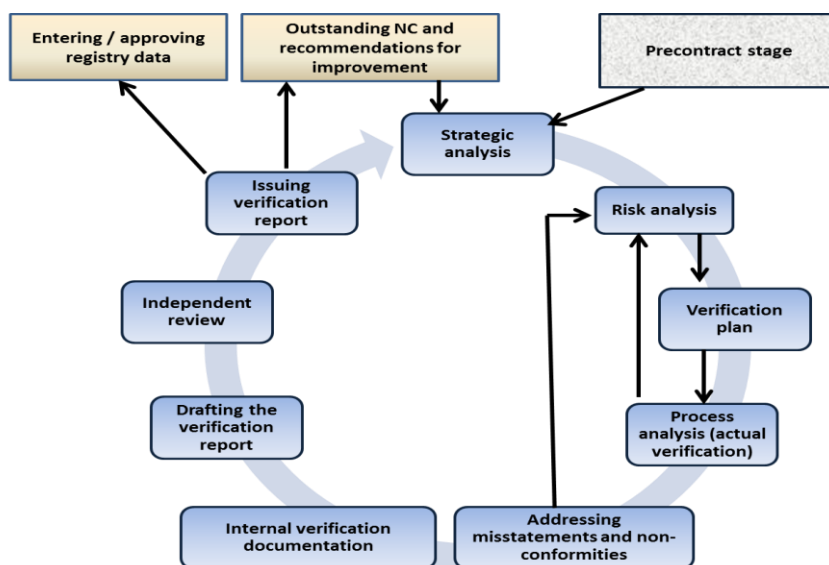 Entering / approving
registry data
Outstanding NC and
recommendations for
improvement
Precontract stage
Strategic
analysis
Issuing
verification
report
Risk analysis
Independent
review
Verification
plan
Drafting the
verification
report
Process
analysis (actual
verification)
Internal verification
documentation
Addressing
misstatements and non-
conformities